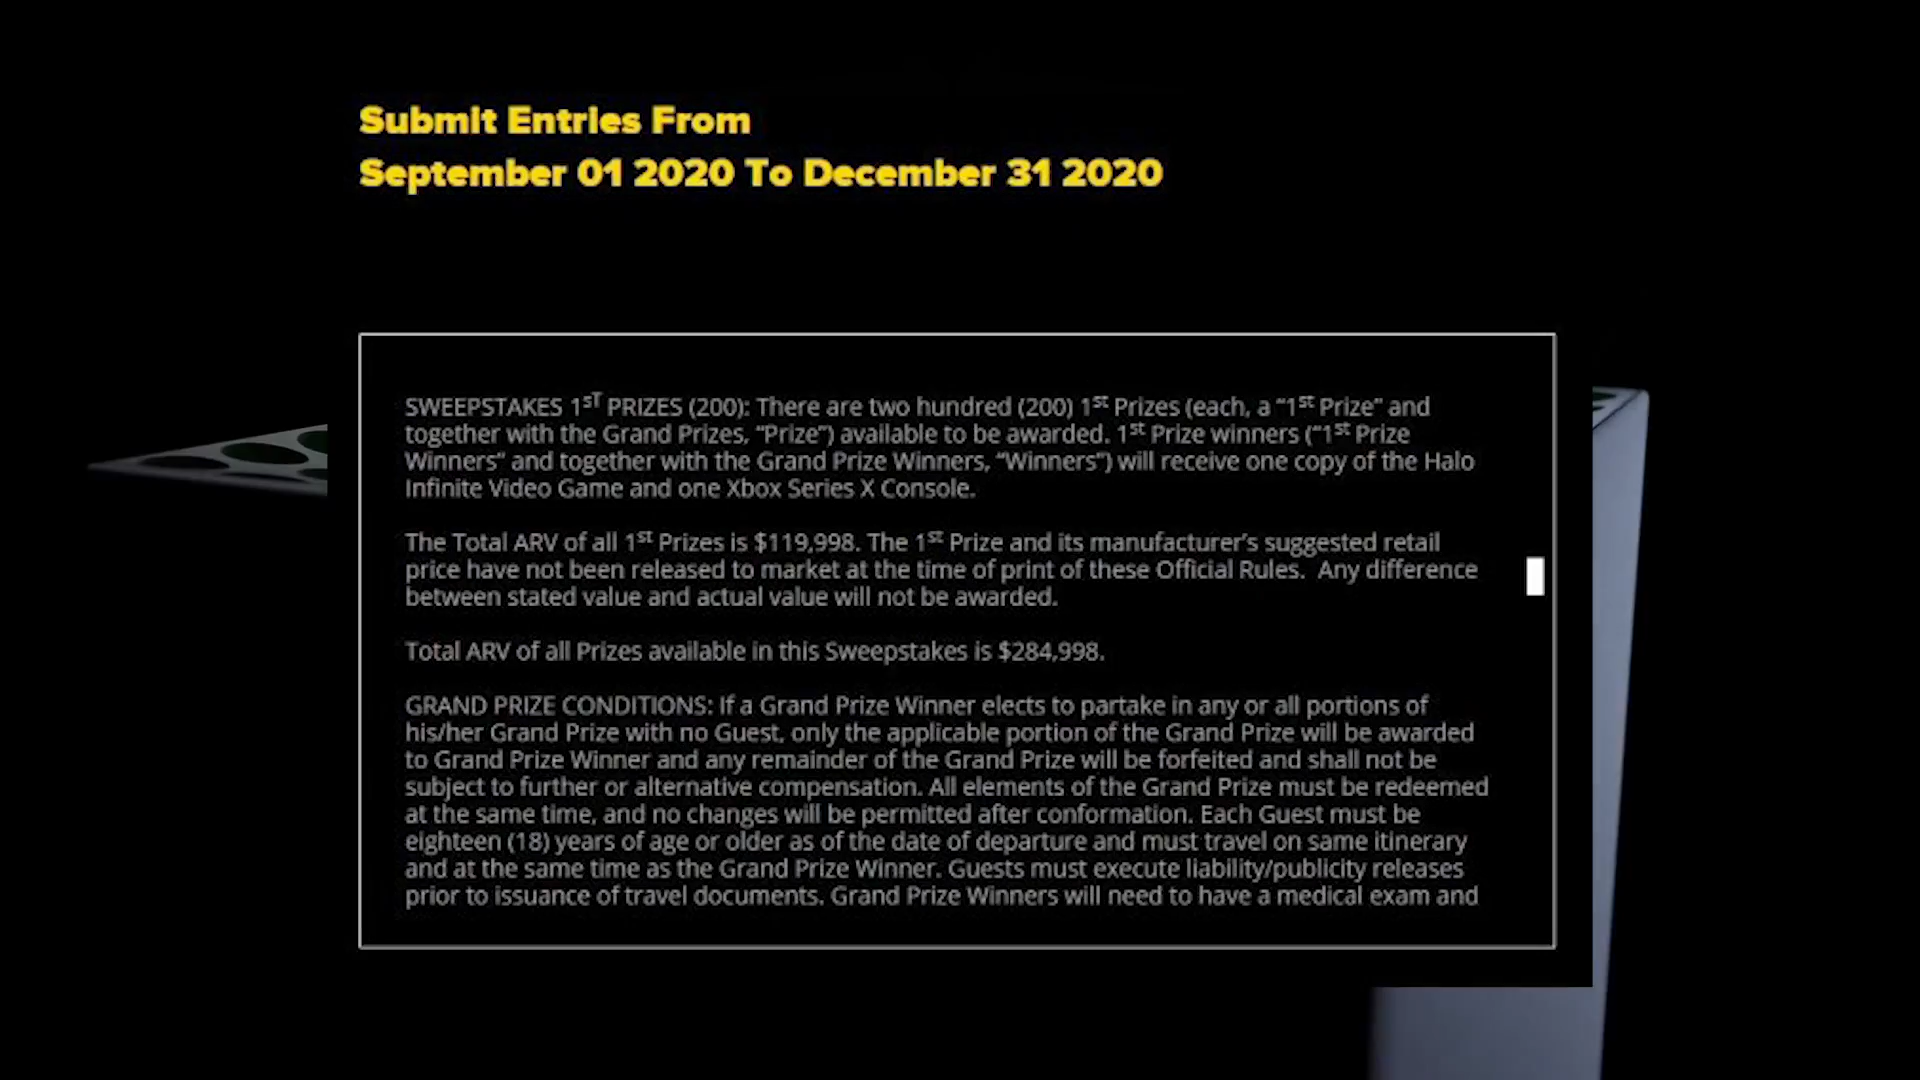 Submit Entries From
September 01 2020 To December 31 2020
SWEEPSTAKES 1ST PRIZES (200): There are two hundred (200) 1st Prizes (each, a “1st Prize” and
together with the Grand Prizes, “Prize”) available to be awarded. 1st Prize winners (“1st Prize
Winners” and together with the Grand Prize Winners, “Winners”) will receive one copy of the Halo
Infinite Video Game and one Xbox Series X Console.
The Total ARV of all 1st Prizes is $119,998. The 1st Prize and its manufacturer’s suggested retail
price have not been released to market at the time of print of these Official Rules.  Any difference
between stated value and actual value will not be awarded.
Total ARV of all Prizes available in this Sweepstakes is $284,998.
GRAND PRIZE CONDITIONS: If a Grand Prize Winner elects to partake in any or all portions of
his/her Grand Prize with no Guest, only the applicable portion of the Grand Prize will be awarded
to Grand Prize Winner and any remainder of the Grand Prize will be forfeited and shall not be
subject to further or alternative compensation. All elements of the Grand Prize must be redeemed
at the same time, and no changes will be permitted after conformation. Each Guest must be
eighteen (18) years of age or older as of the date of departure and must travel on same itinerary
and at the same time as the Grand Prize Winner. Guests must execute liability/publicity releases
prior to issuance of travel documents. Grand Prize Winners will need to have a medical exam and